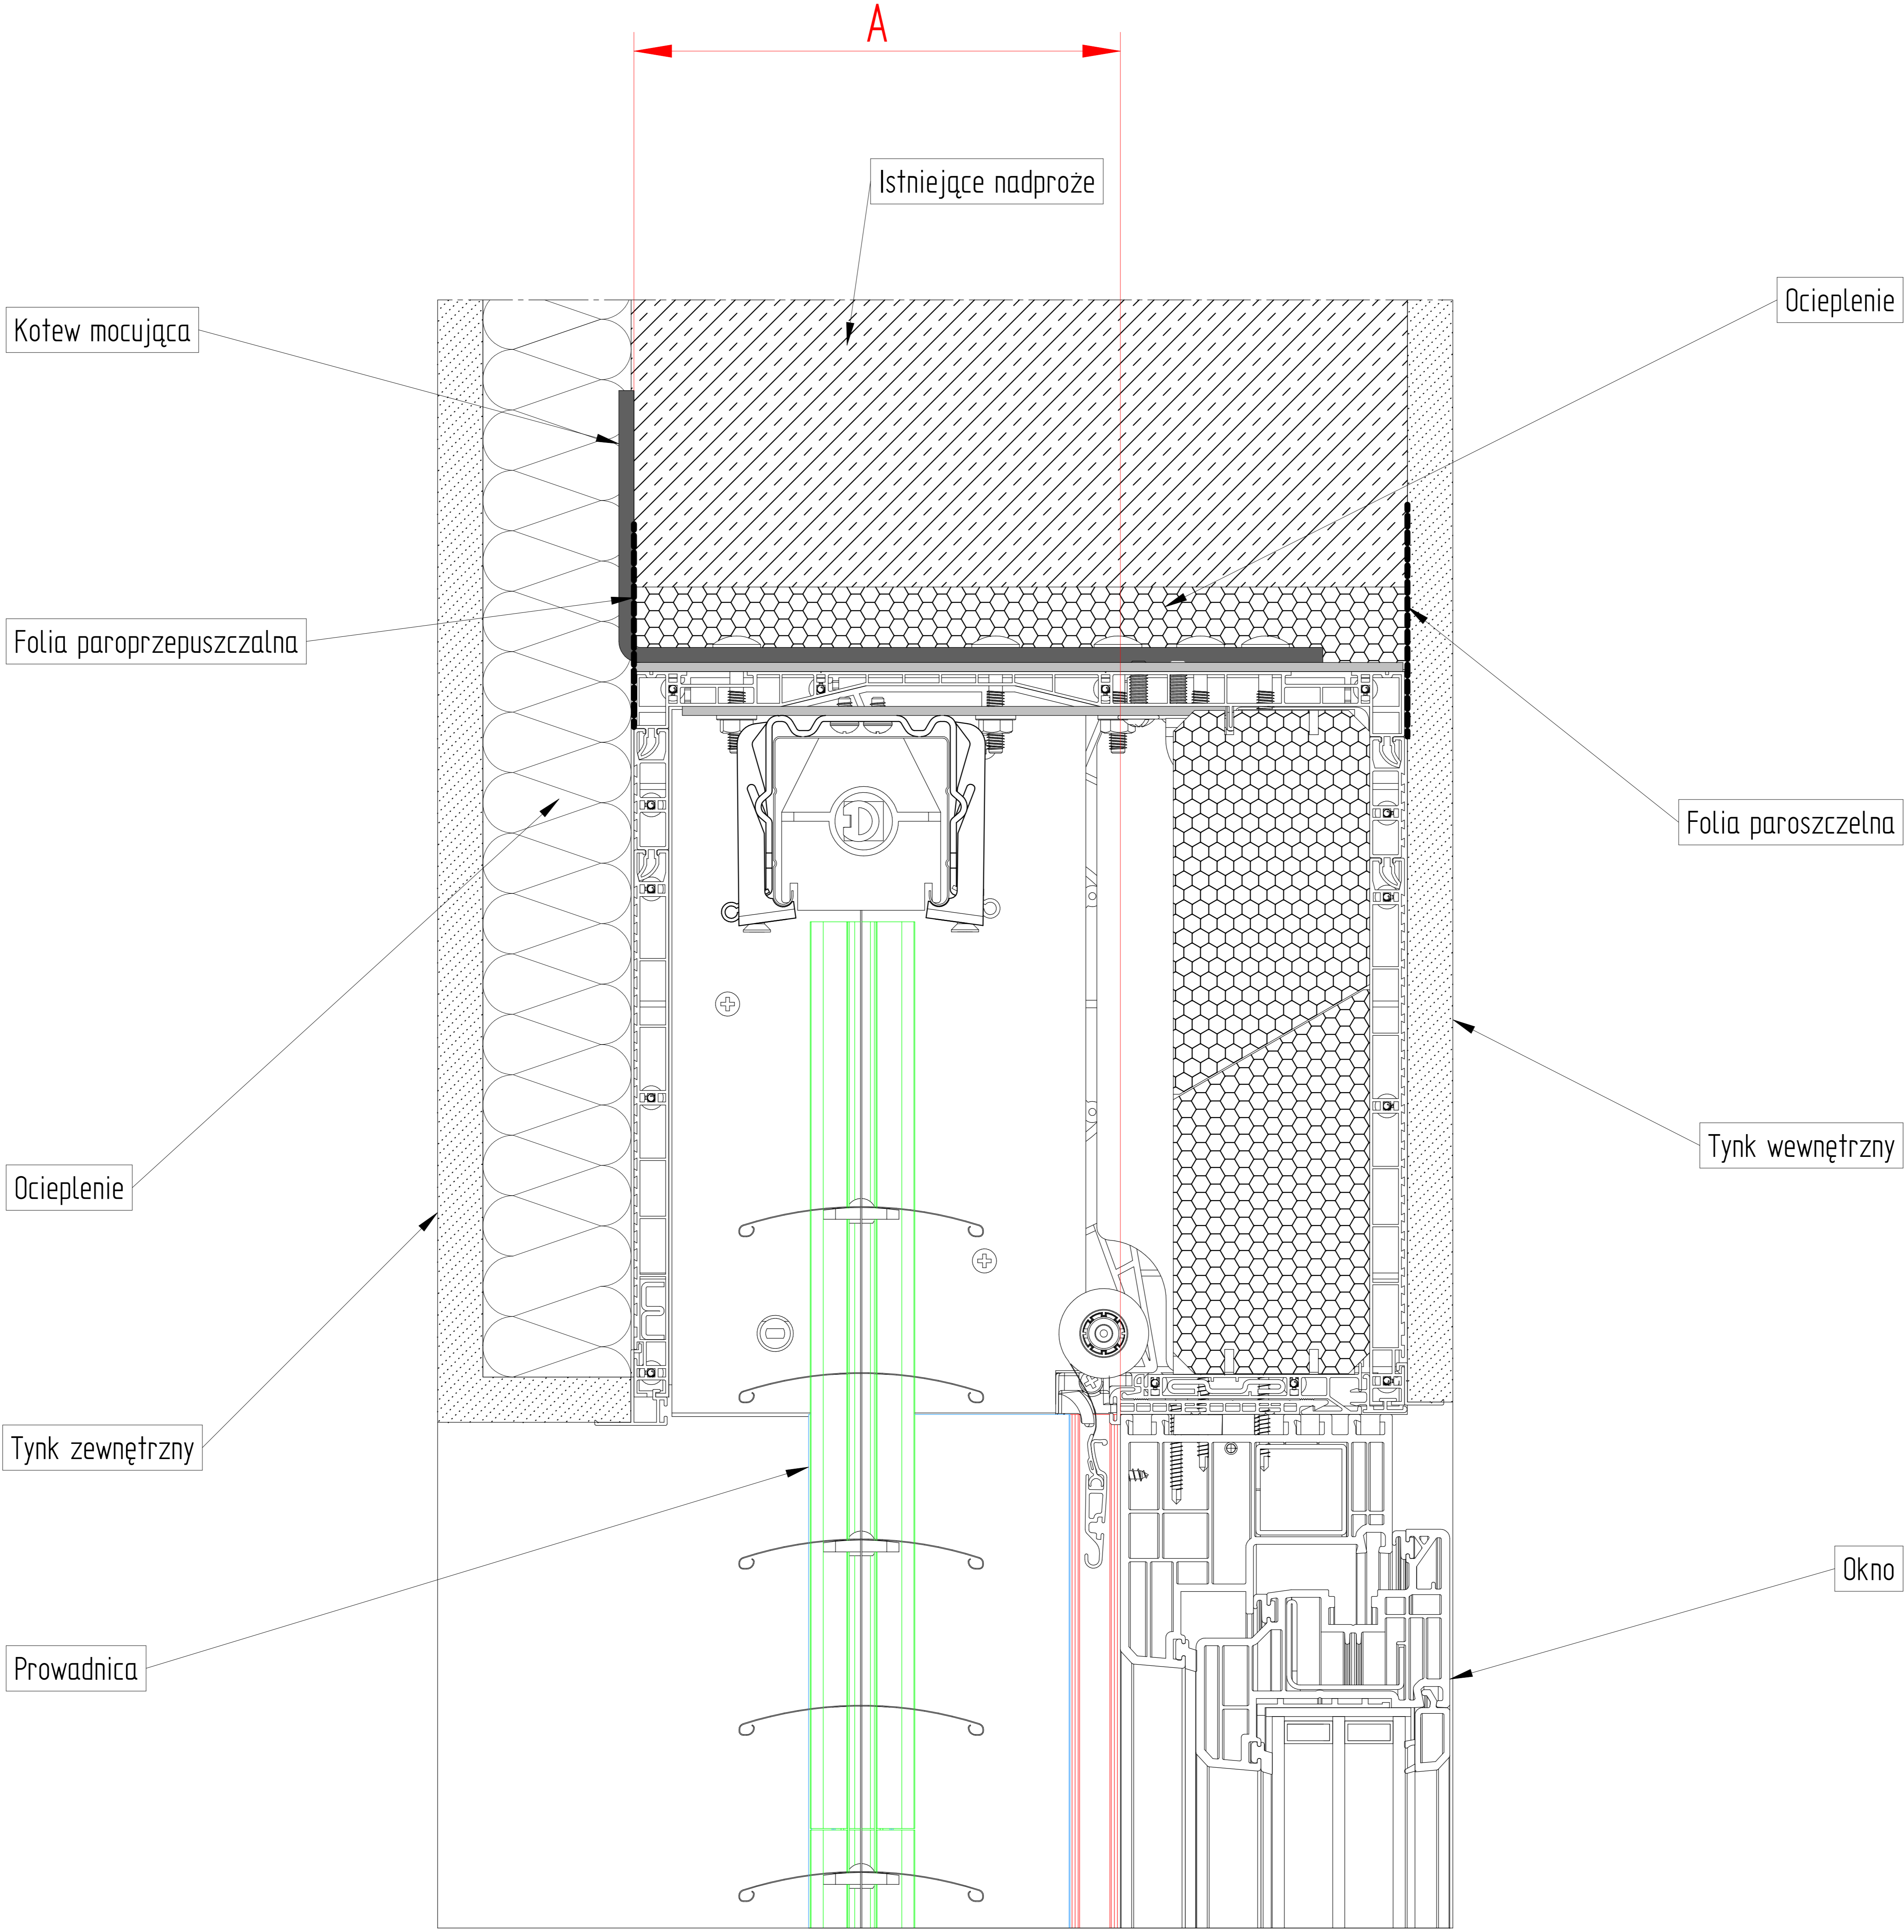 A
Istniejące nadproże
Ocieplenie
Kotew mocująca
Folia paroprzepuszczalna
Folia paroszczelna
Tynk wewnętrzny
Ocieplenie
Tynk zewnętrzny
Okno
Prowadnica